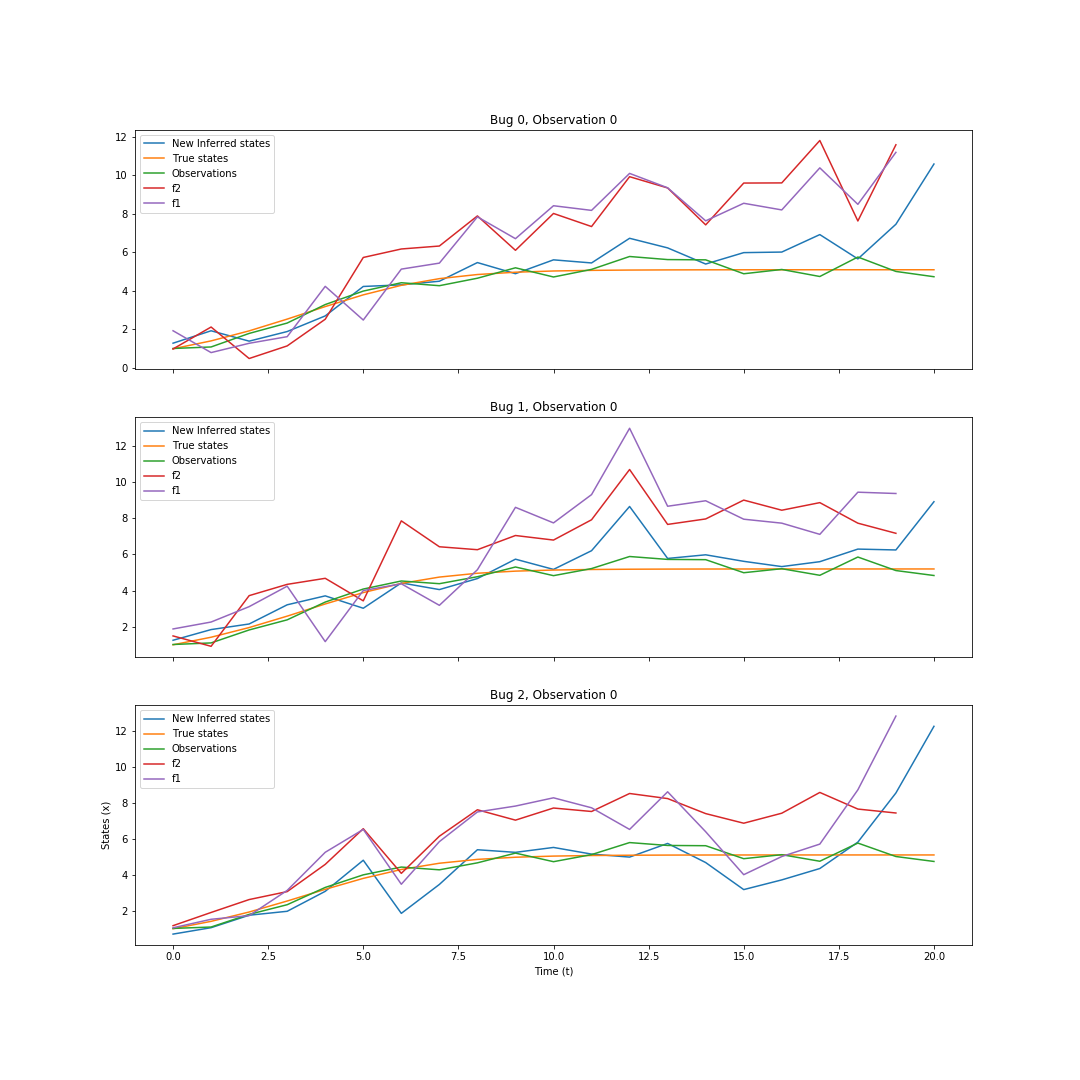 Bug 0, Observation 0
12
10
8
6
4
2
0
New Inferred states
True states
Observations
f2
f1
Bug 1, Observation 0
12
10
8
6
4
2
New Inferred states
True states
Observations
f2
f1
Bug 2, Observation 0
12
10
8
6
4
2
New Inferred states
True states
Observations
f2
f1
States (x)
0.0 2.5 5.0 7.5 10.0 12.5 15.0 17.5 20.0
Time (t)